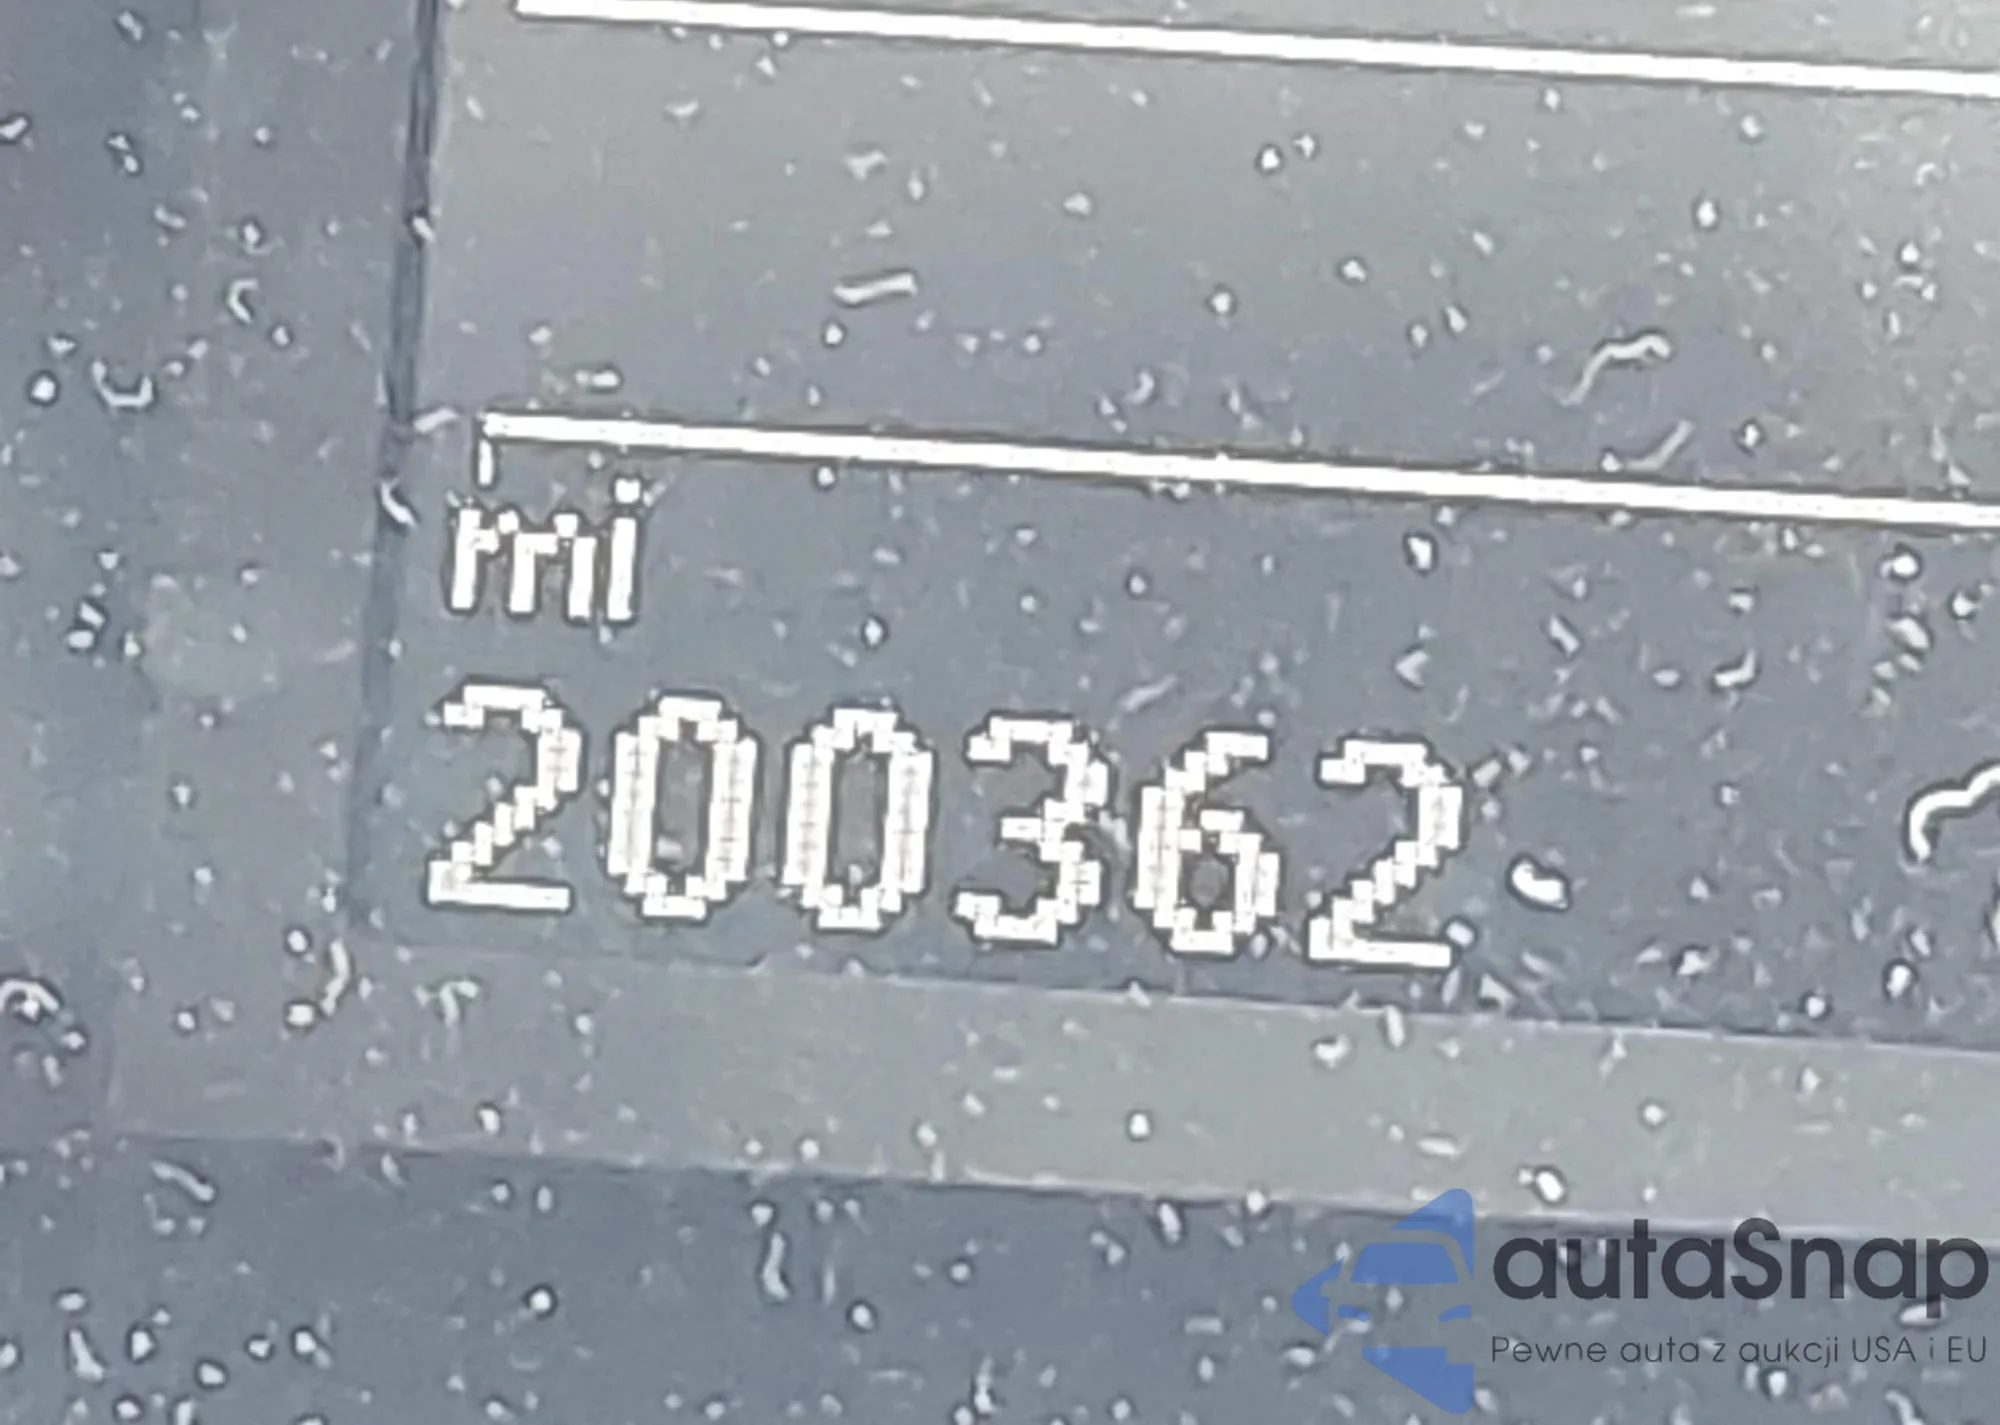 mi
200362
autaSnap
Pewne auta z aukcji USA i EU